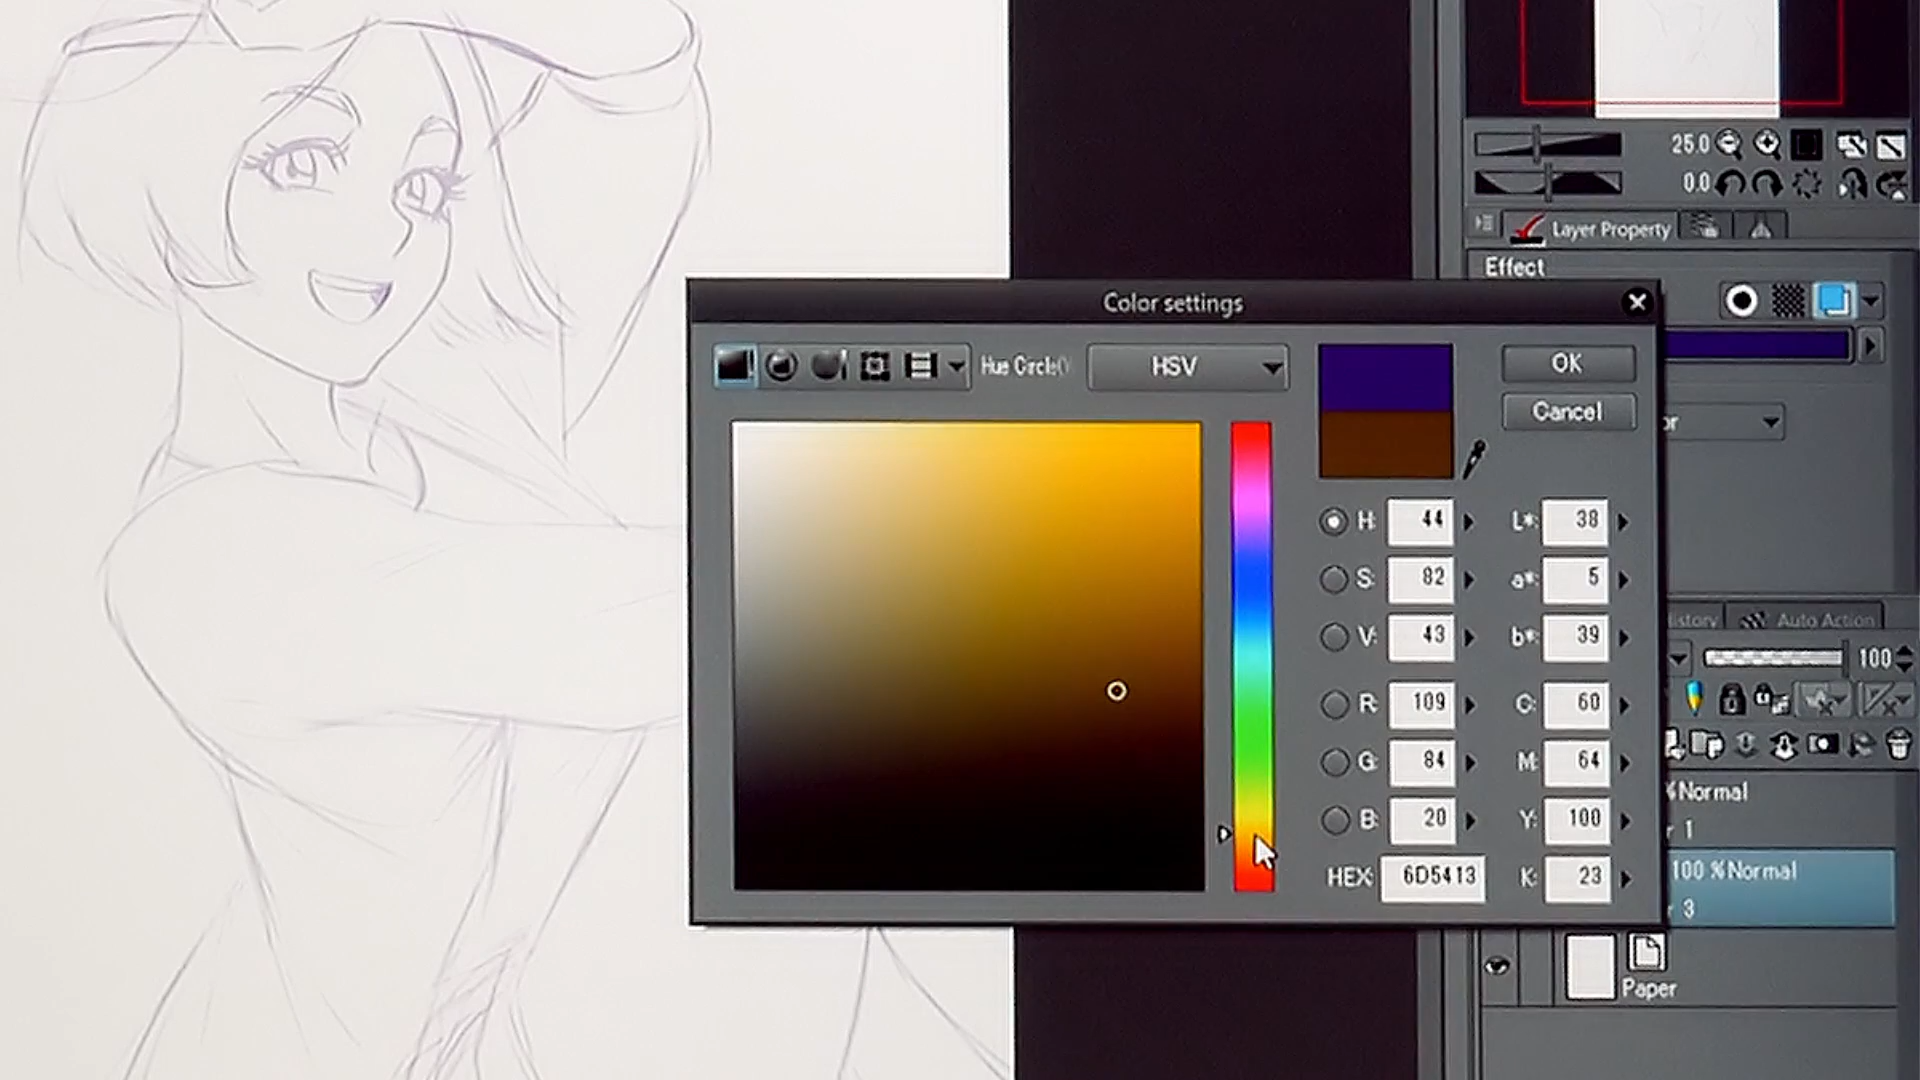 25.0
0.0
Layer Property
Effect
Color settings
HSV
OK
Cancel
H: 44 L*: 38
S: 82 a*: 5
V: 43 b*: 39
R: 109 C: 60
G: 84 M: 64
B: 20 Y: 100
HEX: 6D5413 K: 23
Hue Circle(
or
istory
Auto Action
100
%Normal
r 1
100 %Normal
r 3
Paper